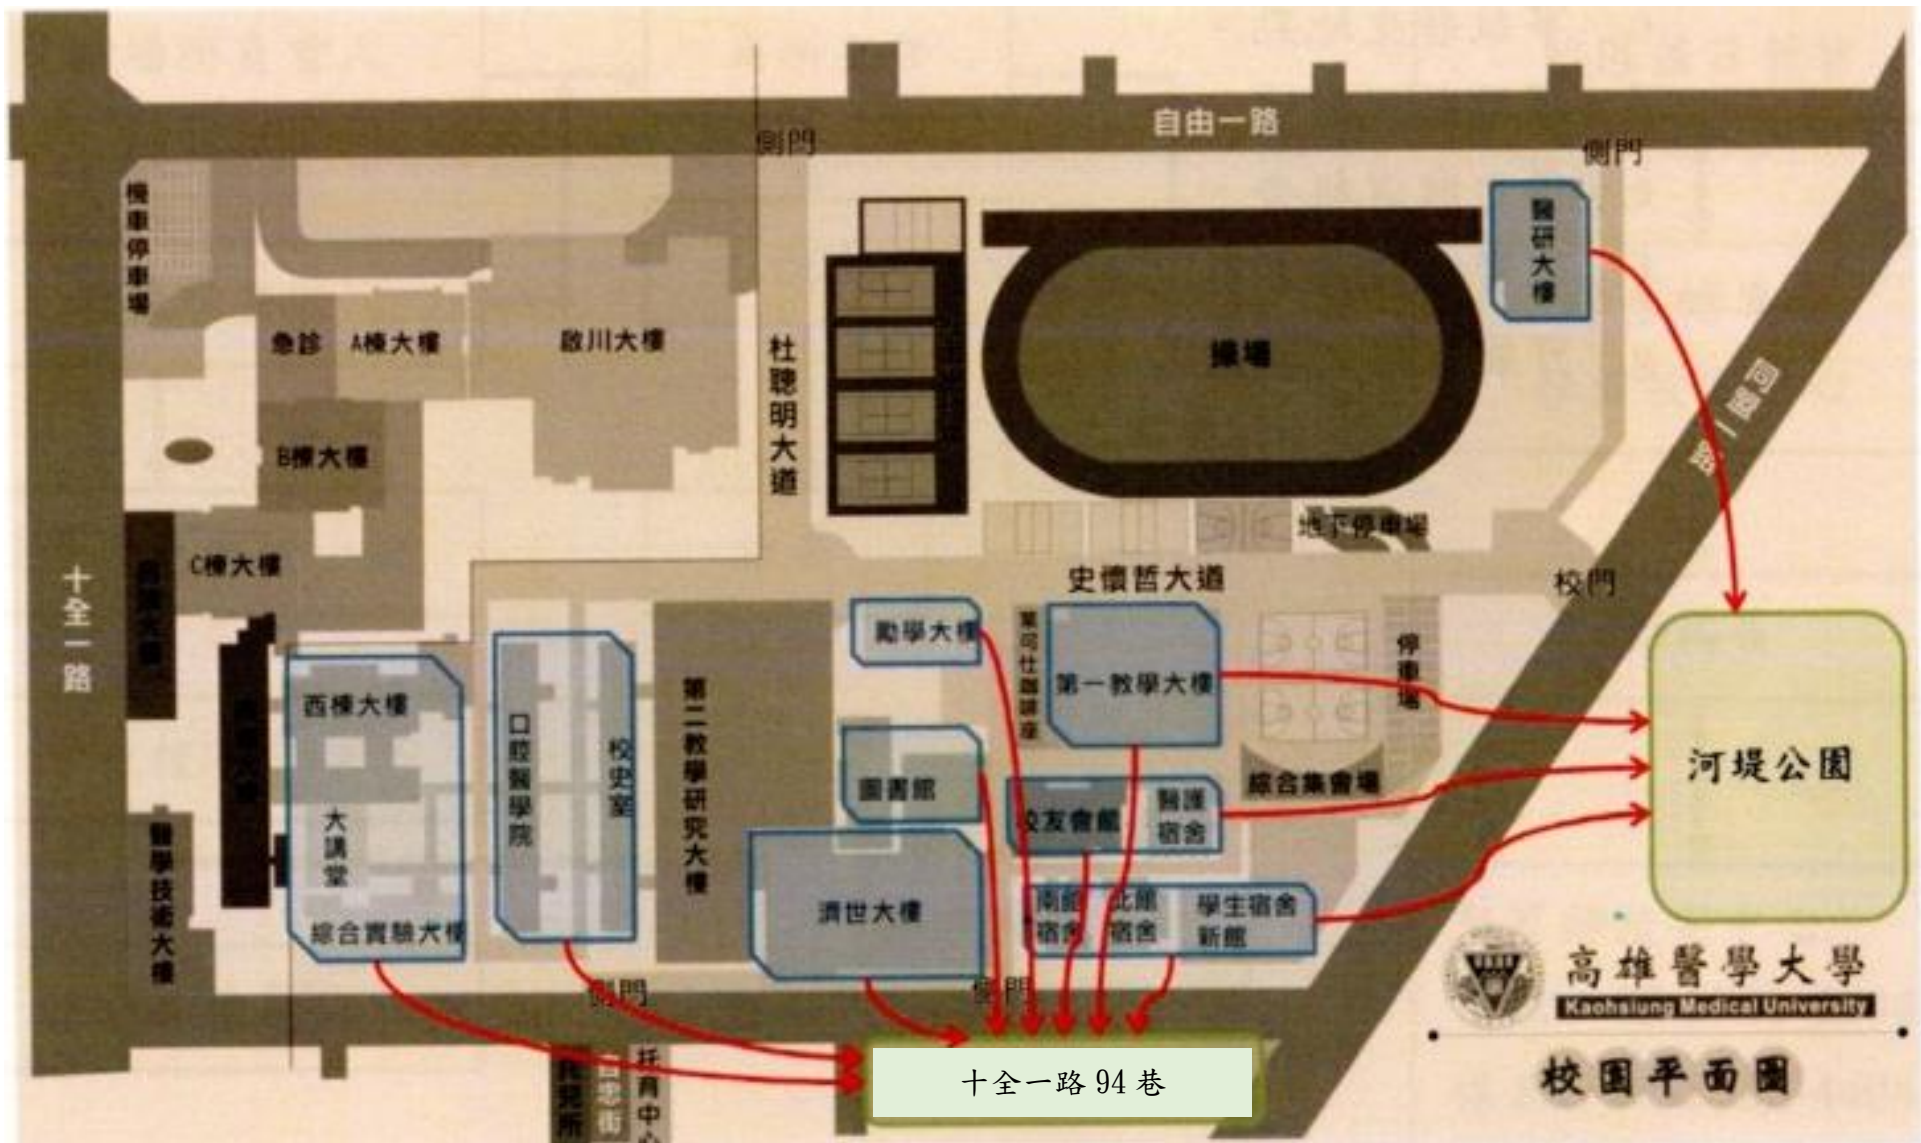 自由一路
側門
側門
機車停車場
醫研大樓
急診
A棟大樓
啟川大樓
杜聰明大道
操場
同盟一路
B棟大樓
地下停車場
C棟大樓
史懷哲大道
校門
十全一路
勵學大樓
第一教學大樓
停車場
西棟大樓
口腔醫學院
校史室
第二教學研究大樓
圖書館
校友會館
醫護
宿舍
綜合集會場
河堤公園
大講堂
醫學技術大樓
綜合實驗大樓
濟世大樓
南館
宿舍
北館
宿舍
學生宿舍
新館
側門
側門
高雄醫學大學
Kaohsiung Medical University
校園平面圖
托育中心
十全一路 94 巷